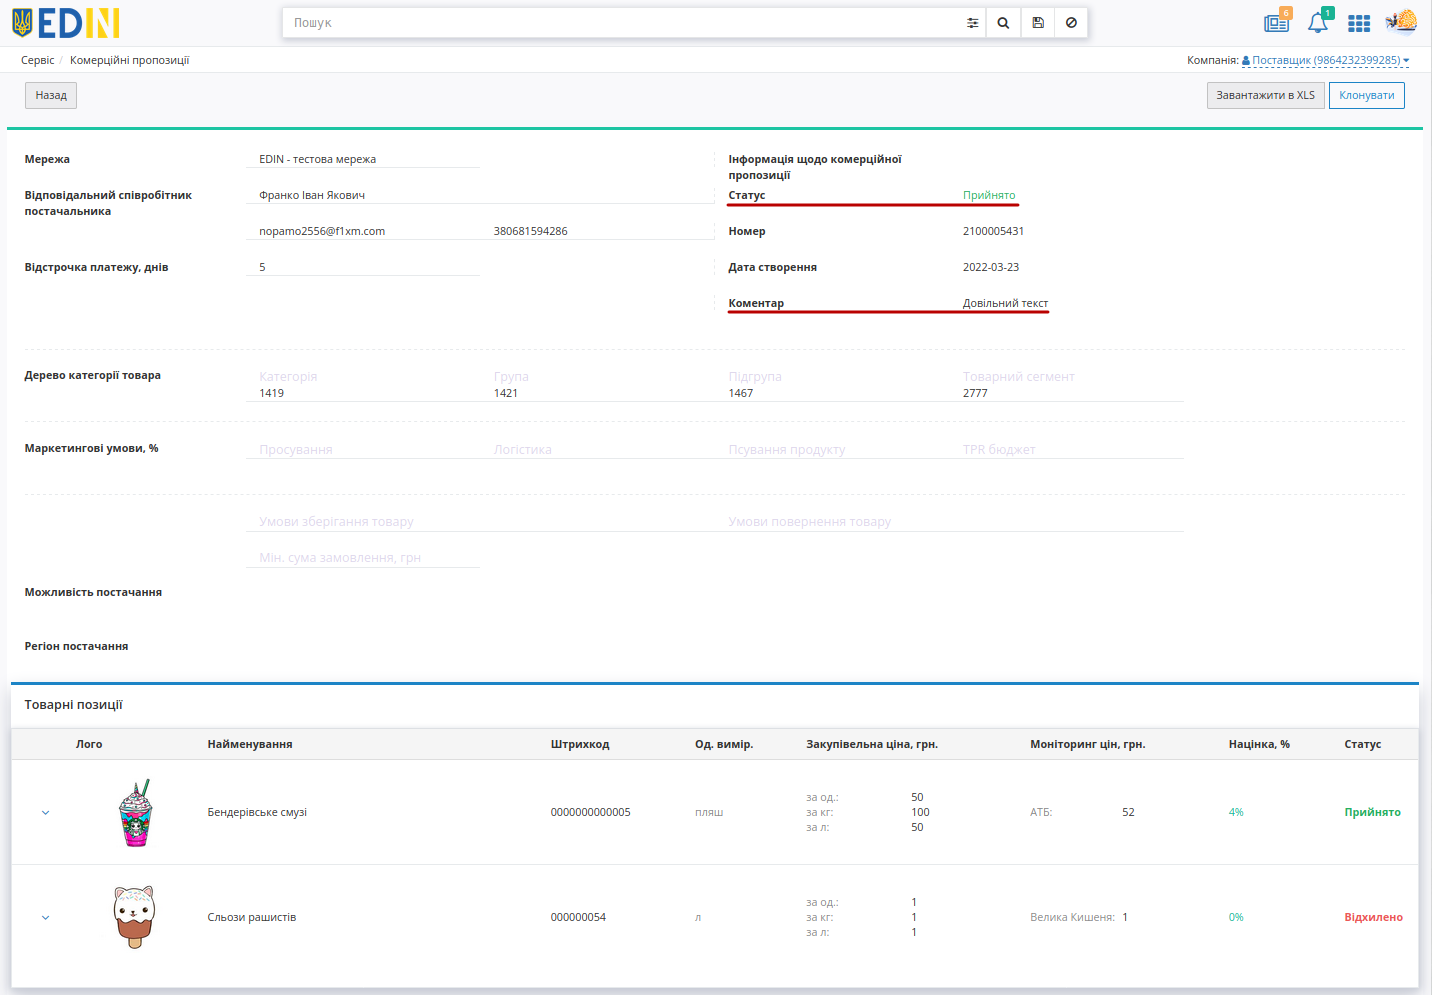 EDIN
Пошук
6
1
Сервіс / Комерційні пропозиції
Компанія: Поставщик (9864232399285)
Назад
Завантажити в XLS
Клонувати
Мережа
EDIN - тестова мережа
Відповідальний співробітник
постачальника
Франко Іван Якович
nopamo2556@f1xm.com
380681594286
Відстрочка платежу, днів
5
Інформація щодо комерційної
пропозиції
Статус
Прийнято
Номер
2100005431
Дата створення
2022-03-23
Коментар
Довільний текст
Дерево категорії товара
Категорія
1419
Група
1421
Підгрупа
1467
Товарний сегмент
2777
Маркетингові умови, %
Просування
Логістика
Псування продукту
TPR бюджет
Умови зберігання товару
Умови повернення товару
Мін. сума замовлення, грн
Можливість постачання
Регіон постачання
Товарні позиції
Лого
Найменування
Штрихкод
Од. вимір.
Закупівельна ціна, грн.
Моніторинг цін, грн.
Націнка, %
Статус
Бендерівське смузі
0000000000005
пляш
за од.: 50
за кг: 100
за л: 50
АТБ: 52
4%
Прийнято
Сльози рашистів
000000054
л
за од.: 1
за кг: 1
за л: 1
Велика Кишеня: 1
0%
Відхилено